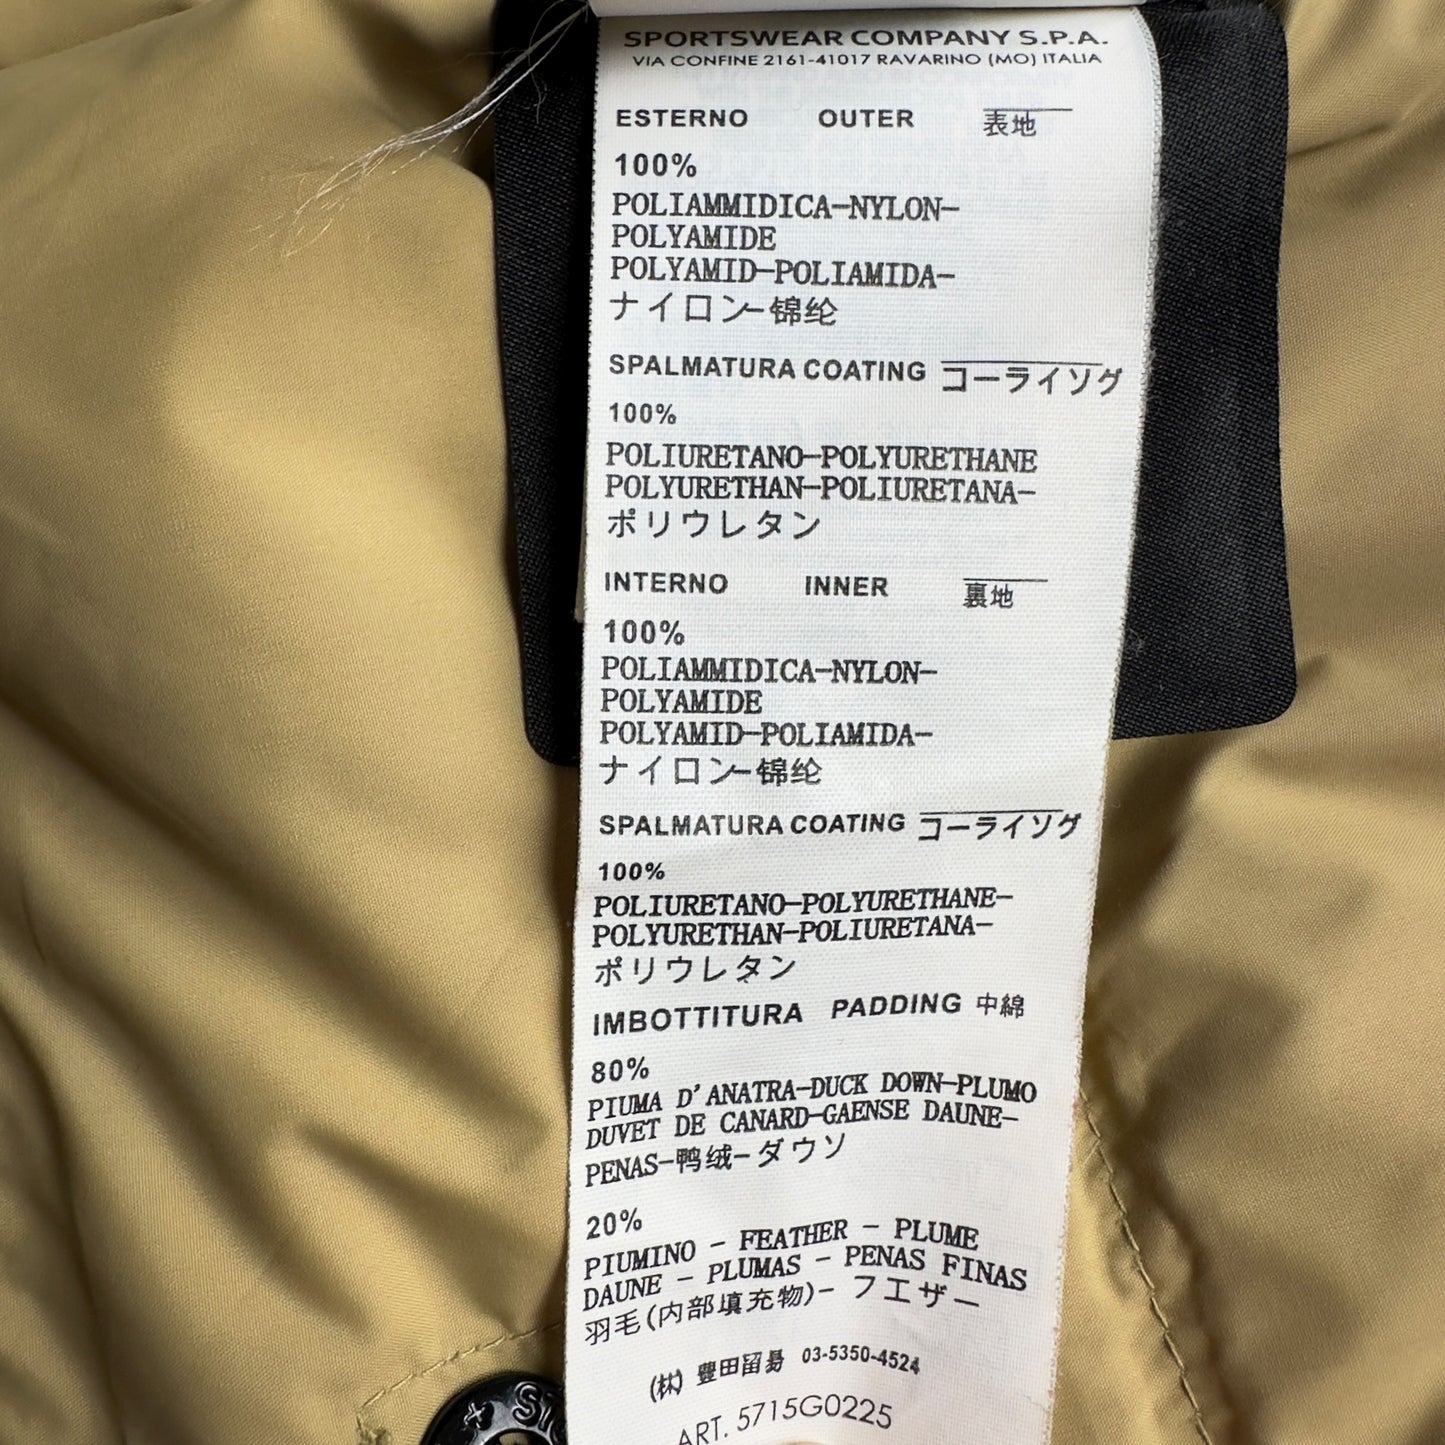 SPORTSWEAR COMPANY S.P.A.
VIA CONFINE 2161-41017 RAVARINO (MO) ITALIA
ESTERNO OUTER 表地
100%
POLIAMMIDICA-NYLON-
POLYAMIDE
POLYAMID-POLIAMIDA-
ナイロン-锦纶
SPALMATURA COATING コーライソグ
100%
POLIURETANO-POLYURETHANE
POLYURETHAN-POLIURETANA-
ポリウレタン
INTERNO INNER 裏地
100%
POLIAMMIDICA-NYLON-
POLYAMIDE
POLYAMID-POLIAMIDA-
ナイロン-锦纶
SPALMATURA COATING コーライソグ
100%
POLIURETANO-POLYURETHANE-
POLYURETHAN-POLIURETANA-
ポリウレタン
IMBOTTITURA PADDING 中綿
80%
PIUMA D'ANATRA-DUCK DOWN-PLUMO
DUVET DE CANARD-GAENSE DAUNE-
PENAS-鸭绒-ダウソ
20%
PIUMINO - FEATHER - PLUME
DAUNE - PLUMAS - PENAS FINAS
羽毛(内部填充物)- フエザー
(株) 豊田留易 03-5350-4524
ART. 5715G0225